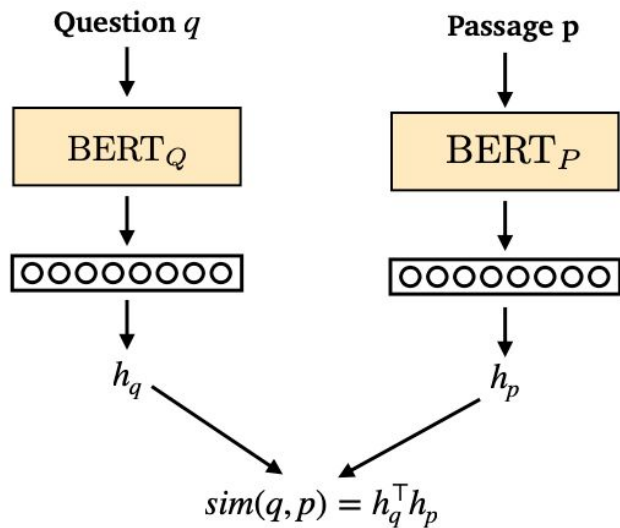 Question q
Passage p
BERT_Q
BERT_P
h_q
h_p
sim(q, p) = h_q^⊤ h_p